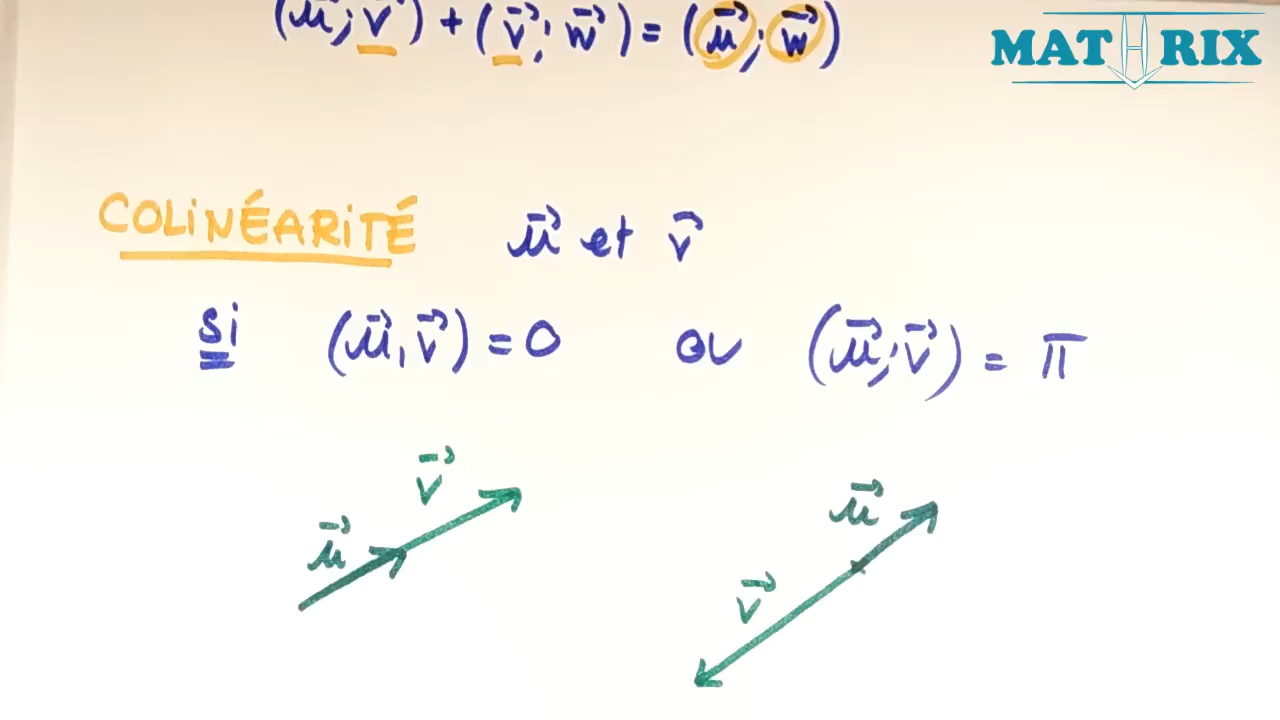 (u⃗; v⃗) + (v⃗; w⃗) = (u⃗; w⃗)
MATHRIX
COLINÉARITÉ u⃗ et v⃗
si (u⃗, v⃗) = 0 ou (u⃗; v⃗) = π
v⃗
u⃗
u⃗
v⃗